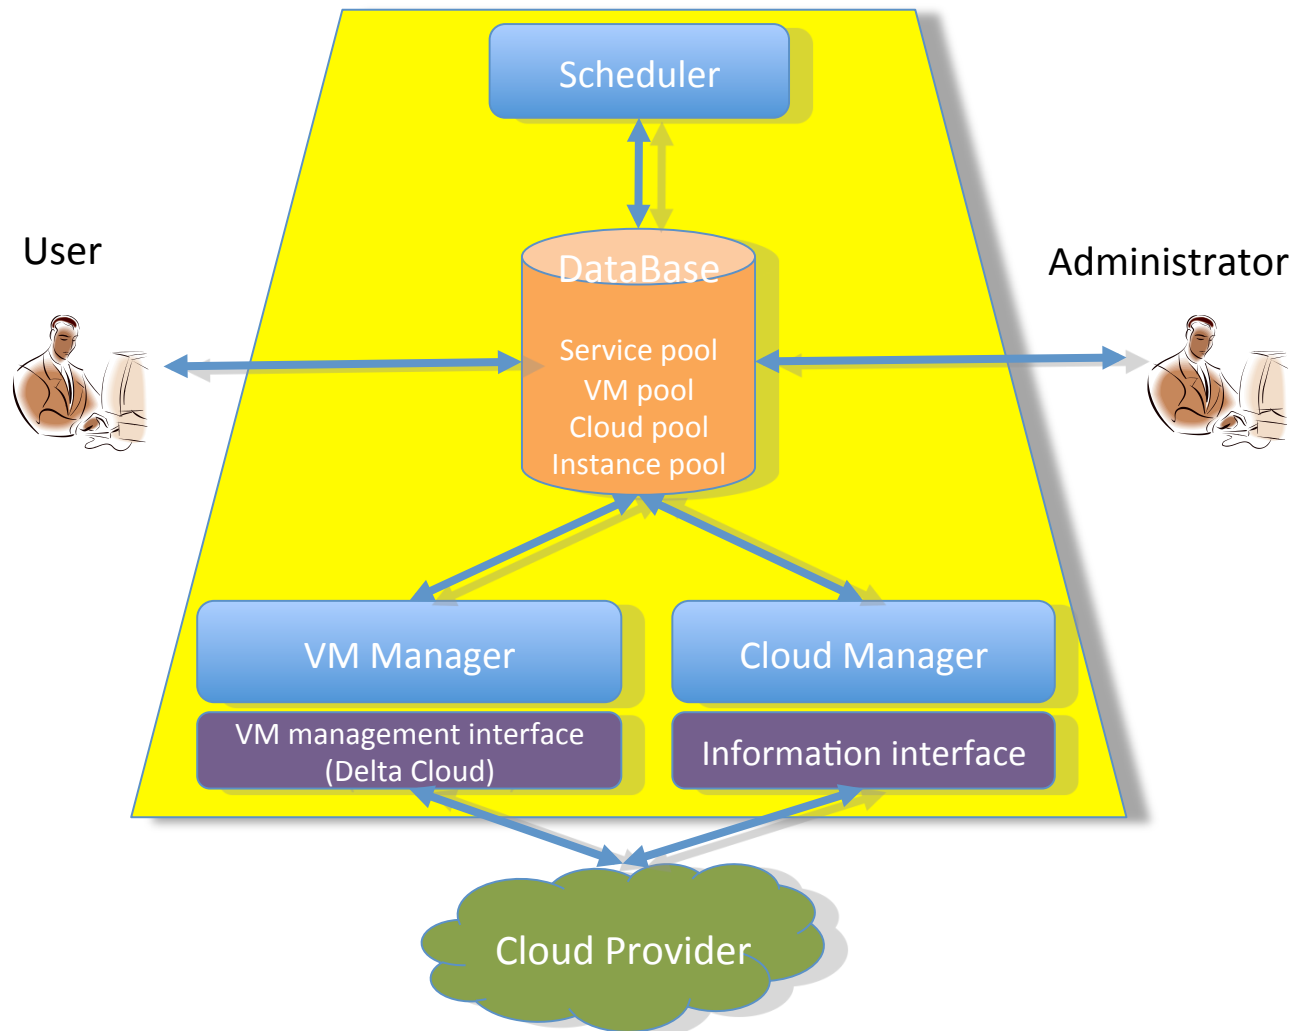 Scheduler
User
DataBase
Administrator
Service pool
VM pool
Cloud pool
Instance pool
VM Manager
Cloud Manager
VM management interface
(Delta Cloud)
Information interface
Cloud Provider